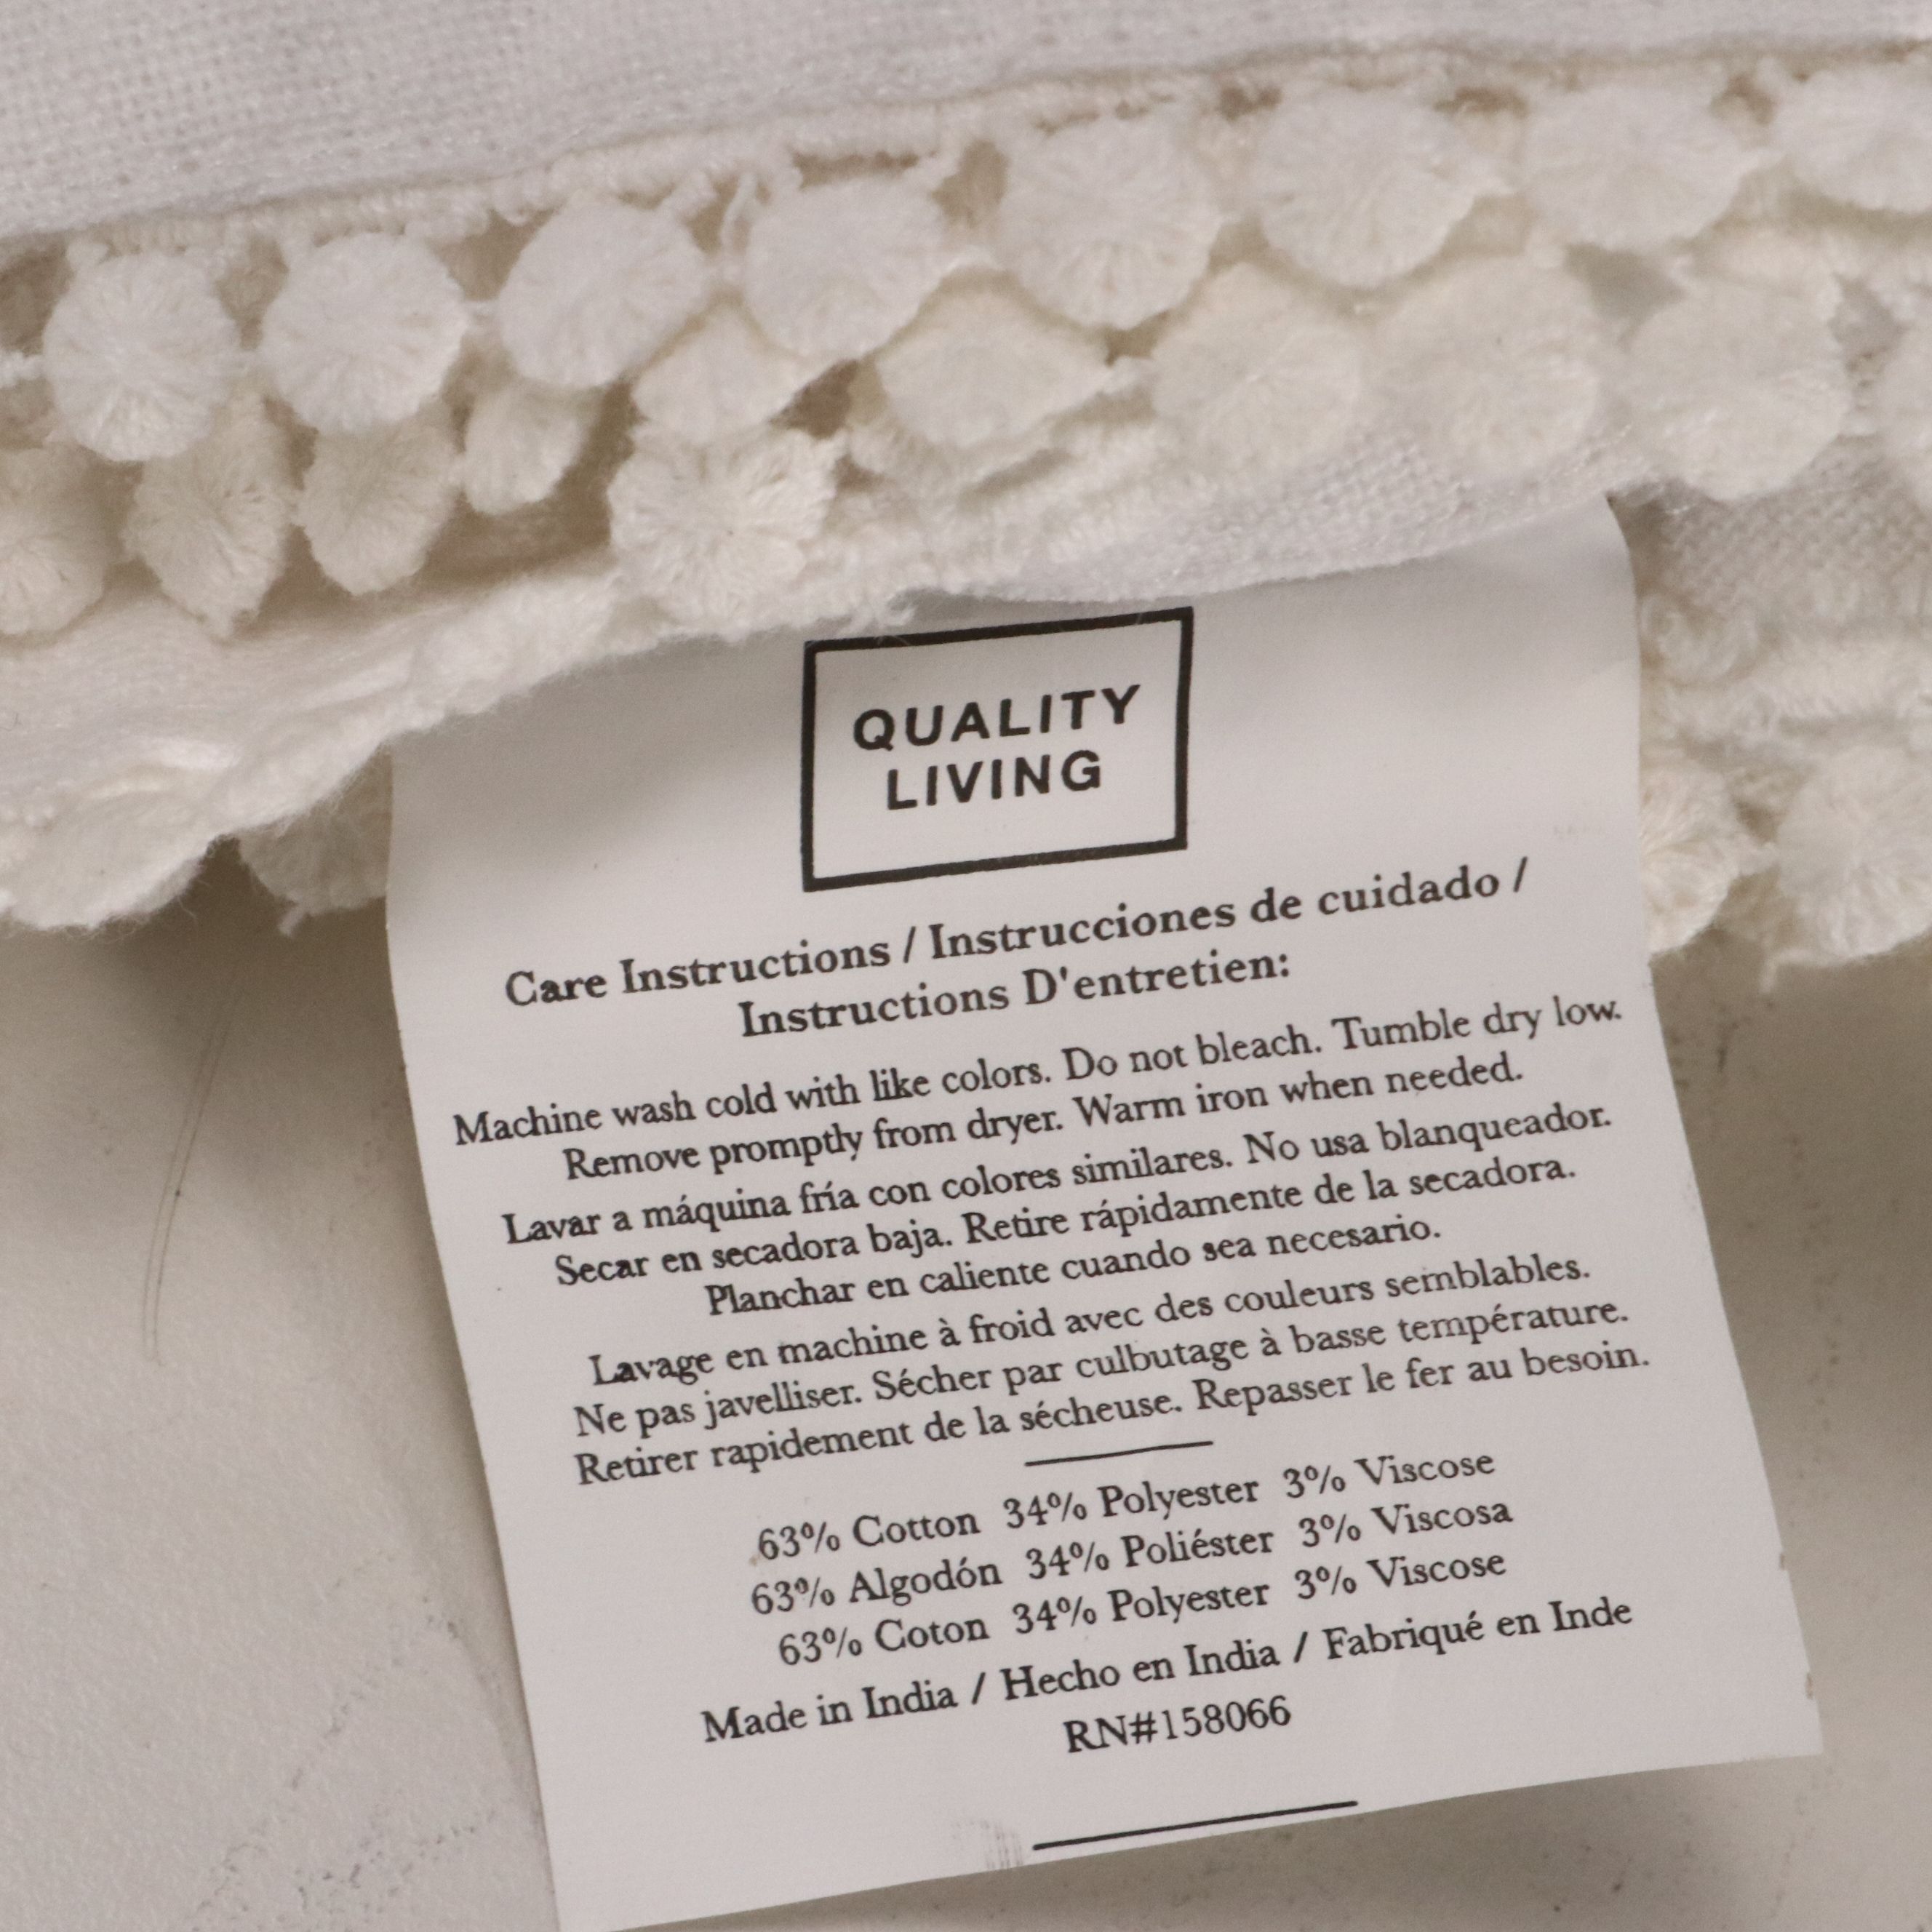 QUALITY
LIVING
Care Instructions / Instrucciones de cuidado /
Instructions D'entretien:
Machine wash cold with like colors. Do not bleach. Tumble dry low.
Remove promptly from dryer. Warm iron when needed.
Lavar a máquina fría con colores similares. No usa blanqueador.
Secar en secadora baja. Retire rápidamente de la secadora.
Planchar en caliente cuando sea necesario.
Lavage en machine à froid avec des couleurs semblables.
Ne pas javelliser. Sécher par culbutage à basse température.
Retirer rapidement de la sécheuse. Repasser le fer au besoin.
63% Cotton 34% Polyester 3% Viscose
63% Algodón 34% Poliéster 3% Viscosa
63% Coton 34% Polyester 3% Viscose
Made in India / Hecho en India / Fabriqué en Inde
RN#158066